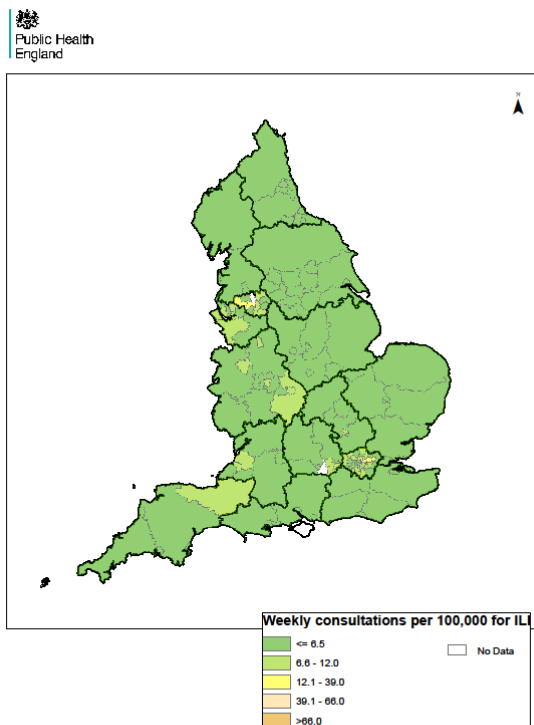 Public Health
England
Weekly consultations per 100,000 for ILI
<= 6.5
No Data
6.6 - 12.0
12.1 - 39.0
39.1 - 66.0
>66.0